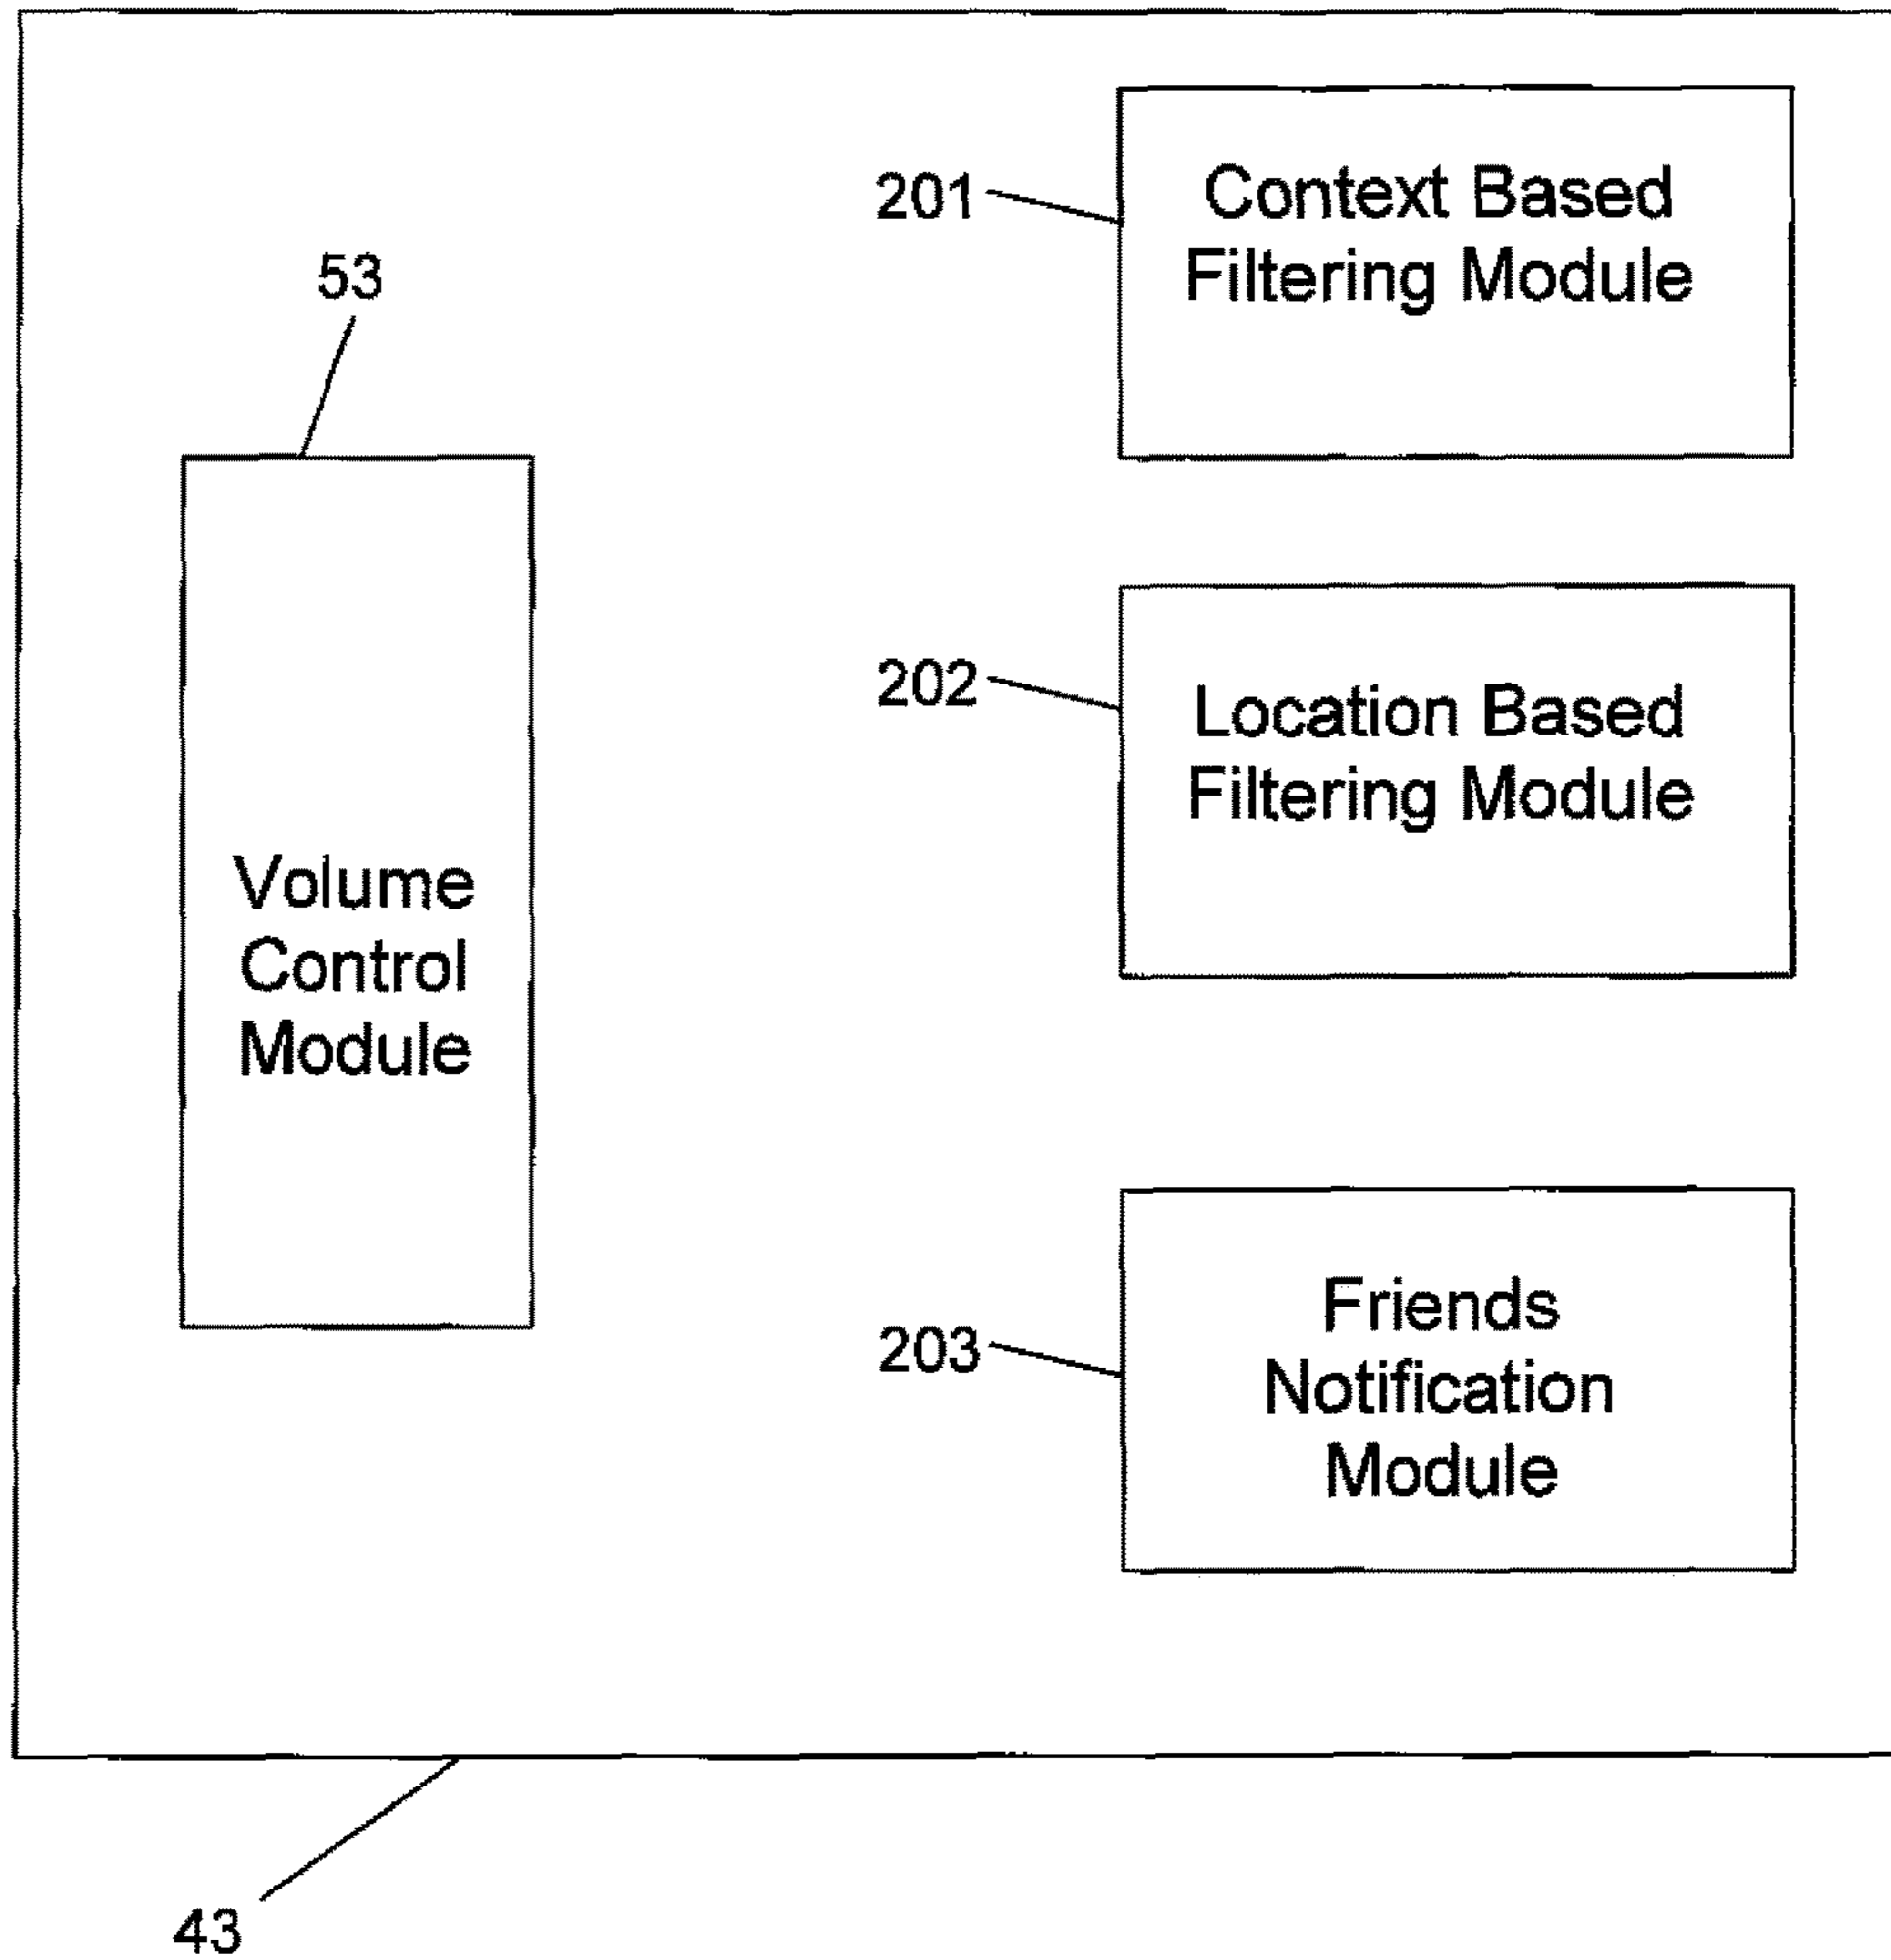 201
Context Based
Filtering Module
53
202
Location Based
Filtering Module
Volume
Control
Module
203
Friends
Notification
Module
43